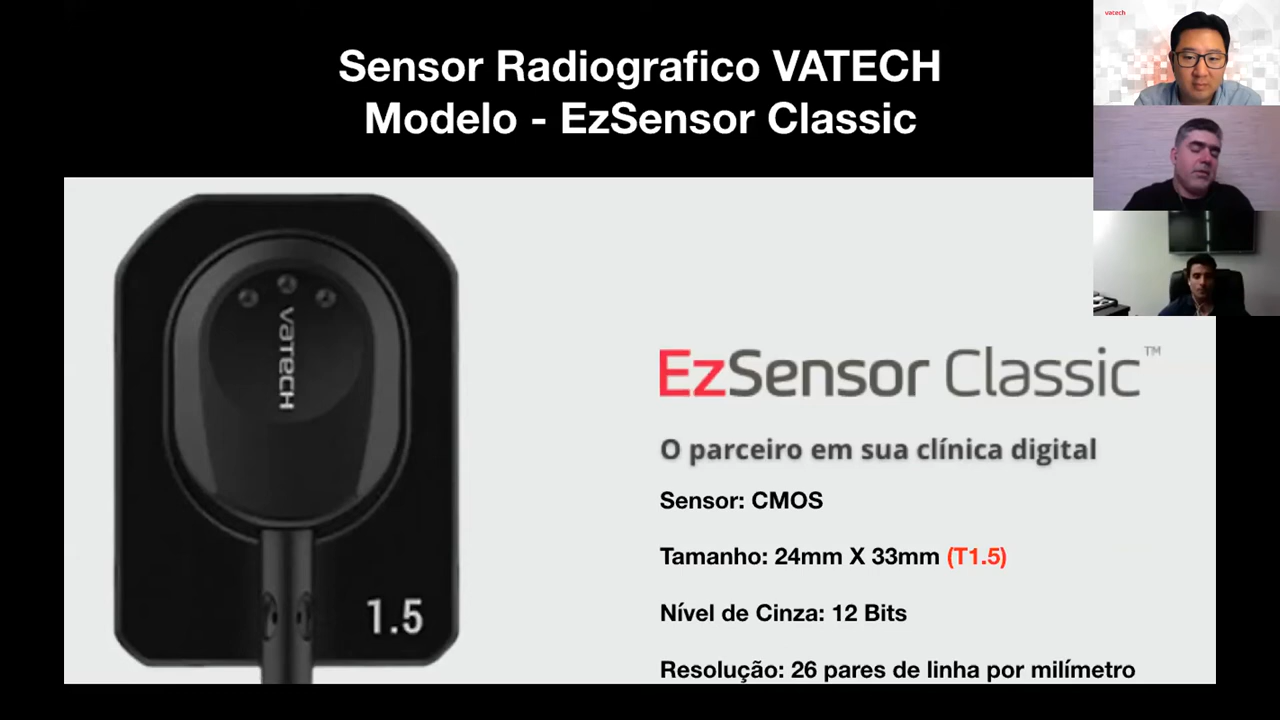 Sensor Radiografico VATECH
Modelo - EzSensor Classic
vatech
vatech
1.5
EzSensor Classic™
O parceiro em sua clínica digital
Sensor: CMOS
Tamanho: 24mm X 33mm (T1.5)
Nível de Cinza: 12 Bits
Resolução: 26 pares de linha por milímetro